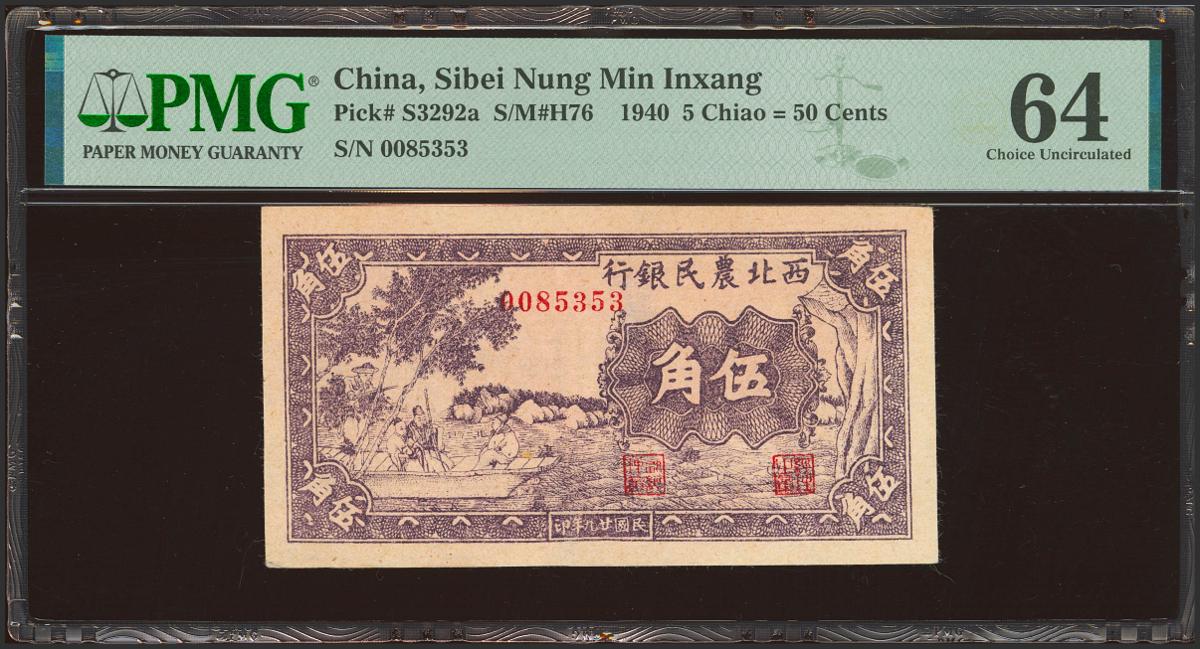 PMG®
PAPER MONEY GUARANTY
China, Sibei Nung Min Inxang
Pick# S3292a S/M#H76 1940 5 Chiao = 50 Cents
S/N 0085353
64
Choice Uncirculated
行銀民農北西
0085353
角伍
角伍
角伍
角伍
角伍
印年九廿國民